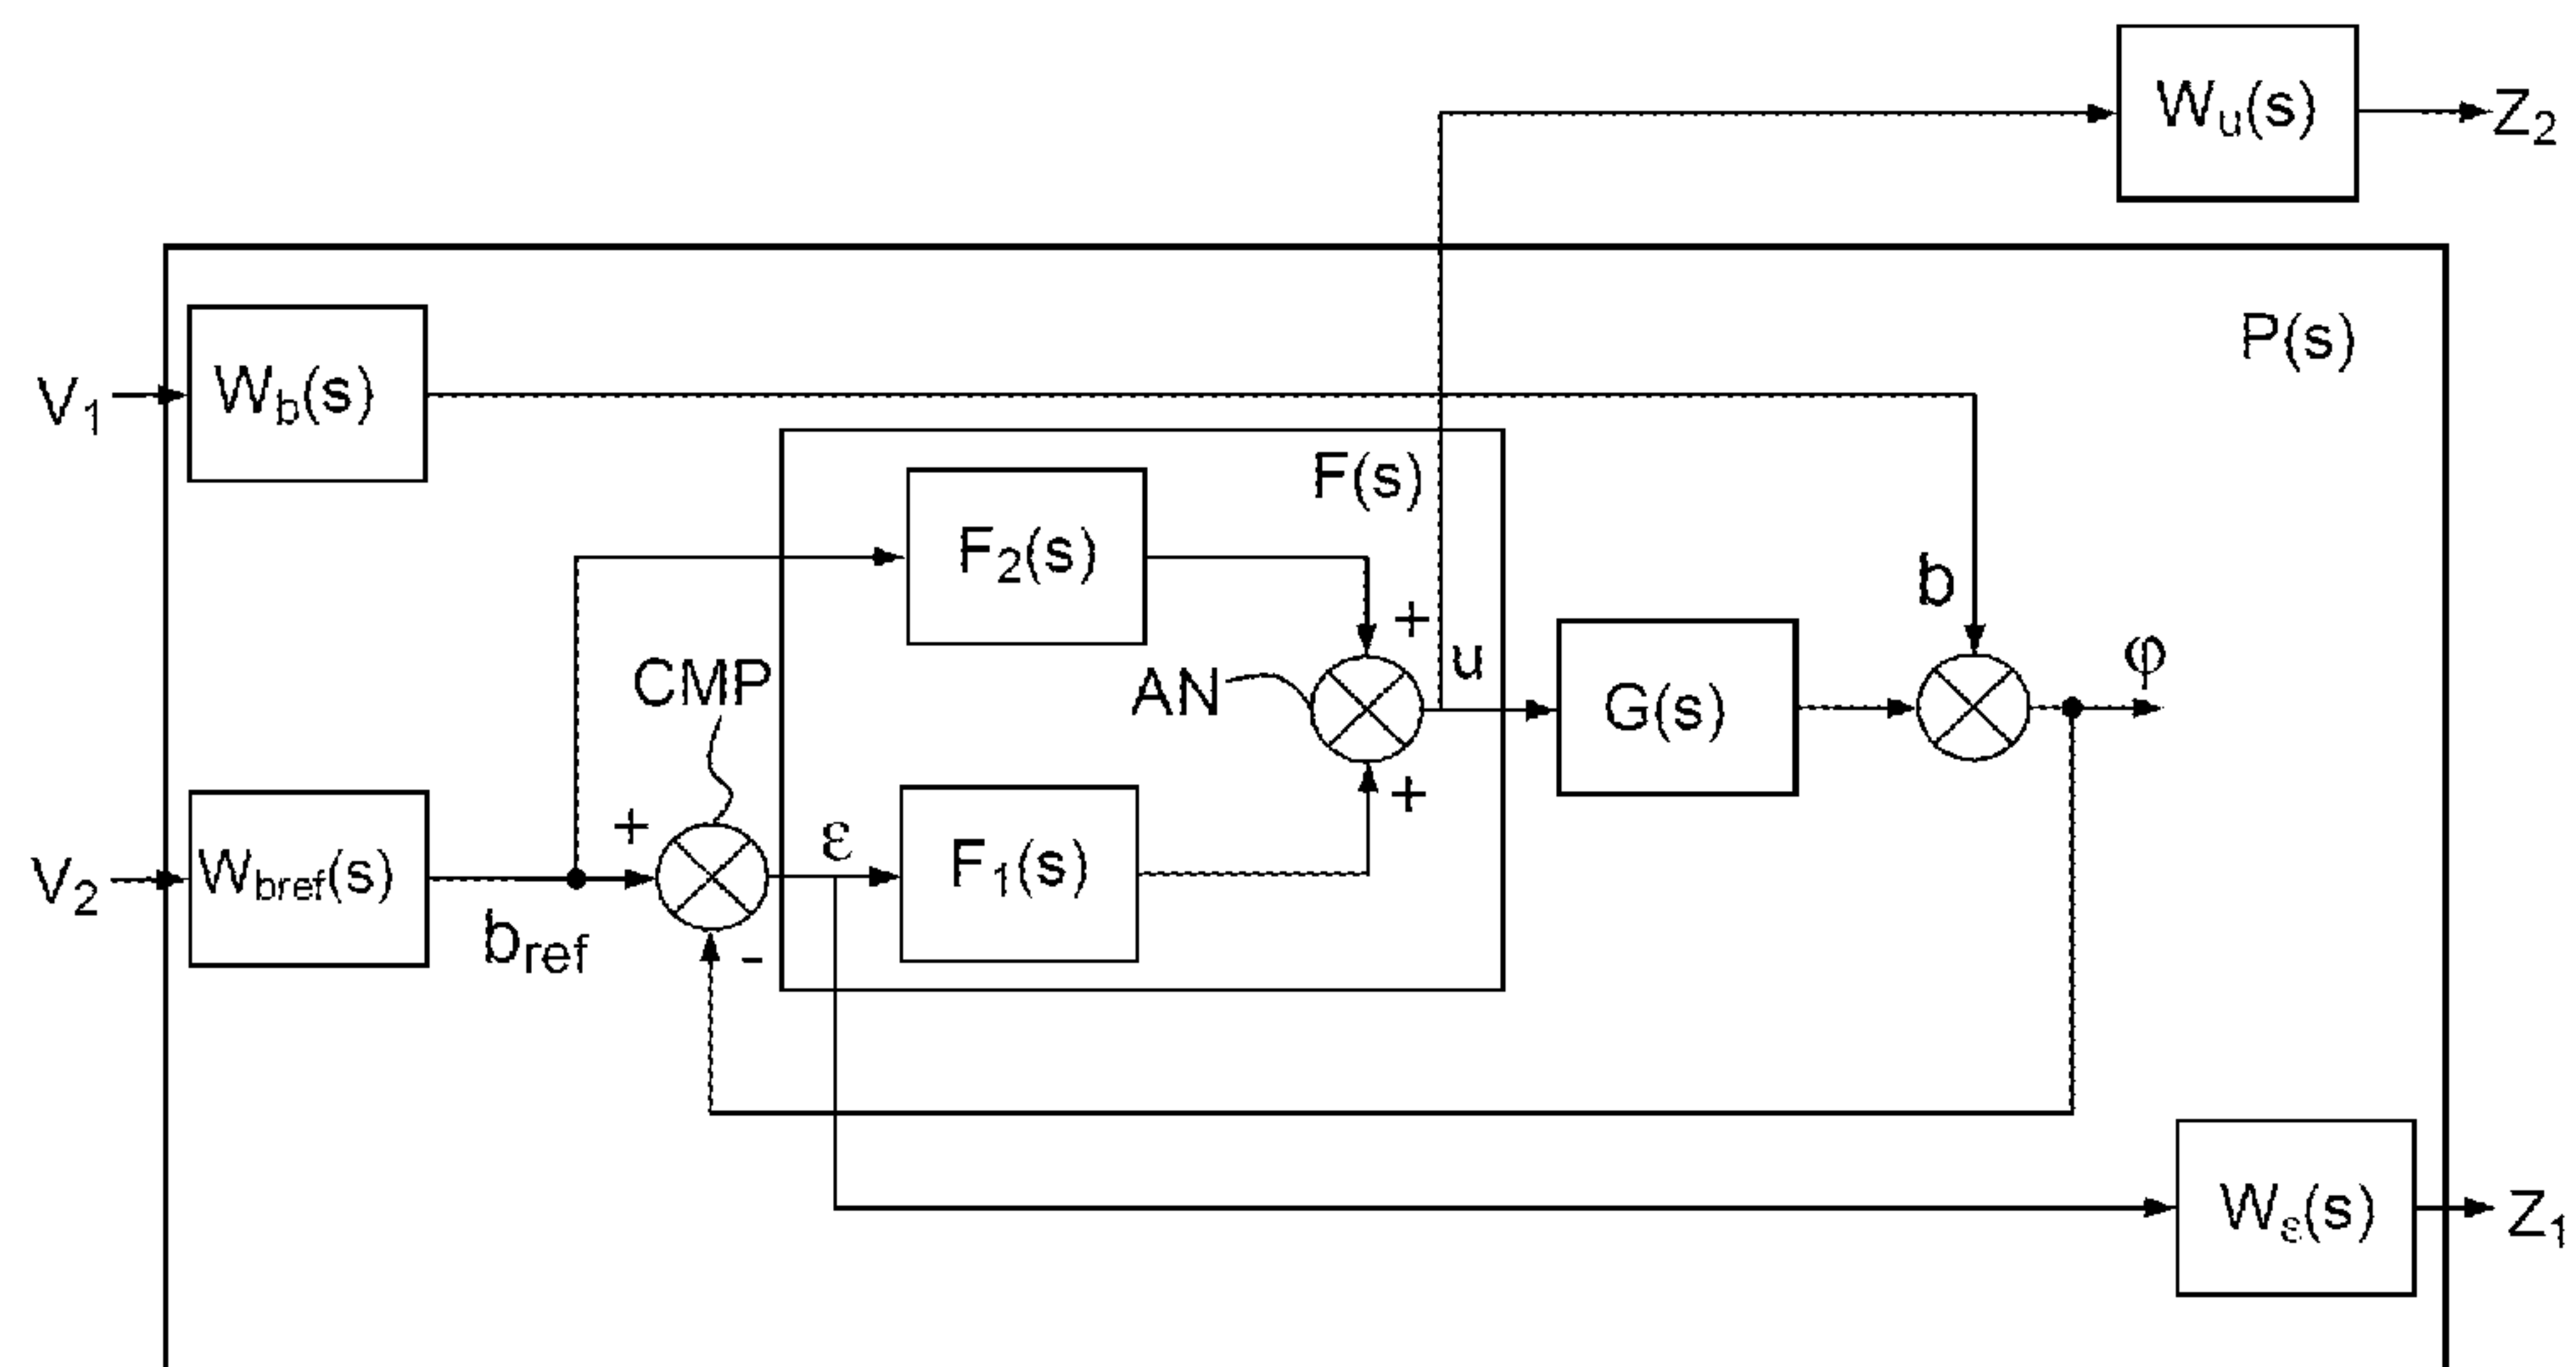 Wu(s)
Z2
P(s)
Wb(s)
V1
F(s)
F2(s)
b
+
u
φ
CMP
AN
G(s)
+
+
ε
Wbref(s)
V2
F1(s)
bref
-
Wε(s)
Z1